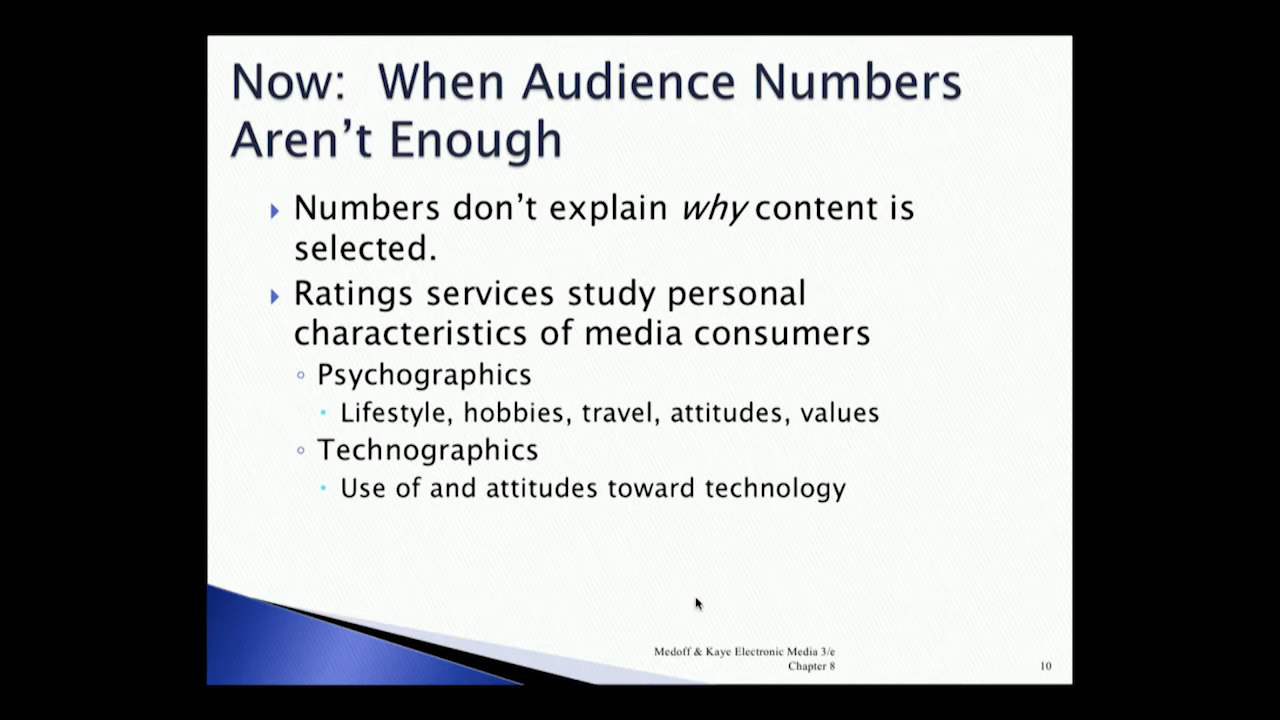 Now: When Audience Numbers
Aren't Enough
Numbers don't explain why content is
selected.
Ratings services study personal
characteristics of media consumers
Psychographics
Lifestyle, hobbies, travel, attitudes, values
Technographics
Use of and attitudes toward technology
Medoff & Kaye Electronic Media 3/e
Chapter 8
10